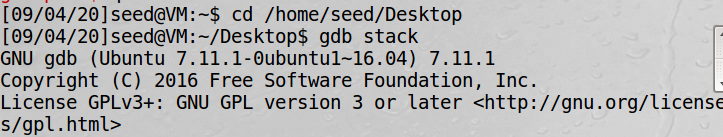 [09/04/20]seed@VM:~$ cd /home/seed/Desktop
[09/04/20]seed@VM:~/Desktop$ gdb stack
GNU gdb (Ubuntu 7.11.1-0ubuntu1~16.04) 7.11.1
Copyright (C) 2016 Free Software Foundation, Inc.
License GPLv3+: GNU GPL version 3 or later <http://gnu.org/license
s/gpl.html>